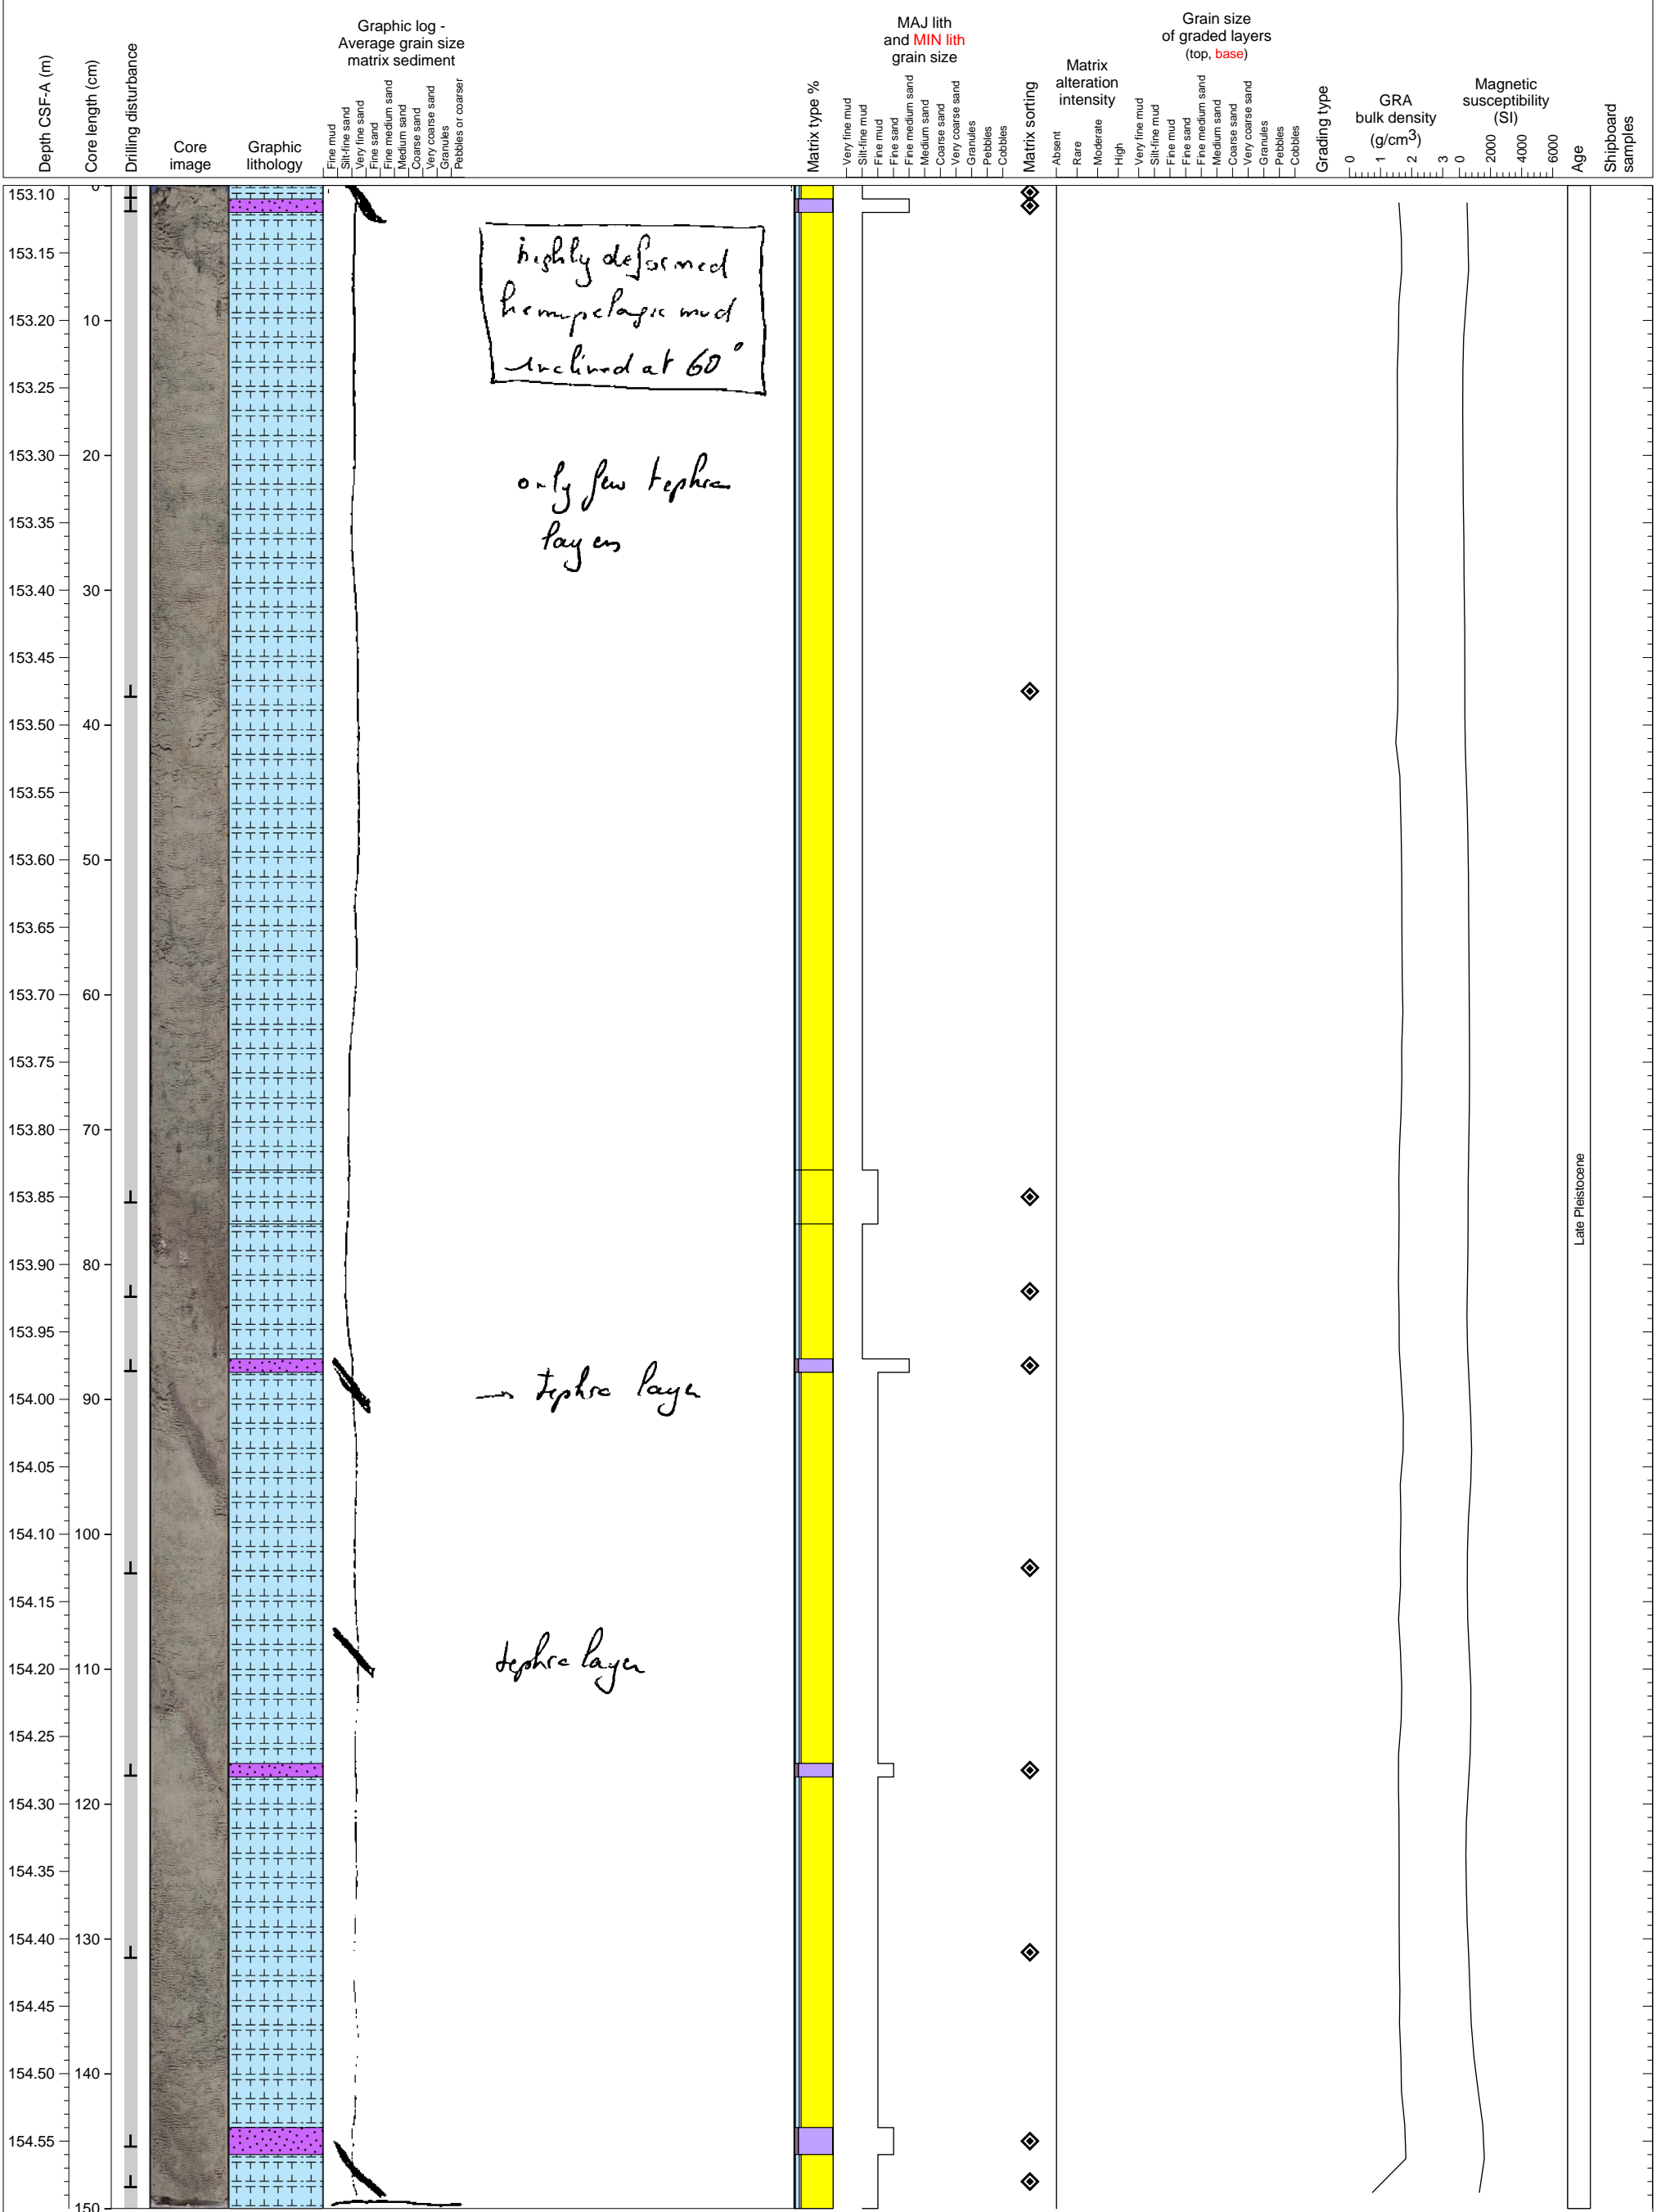 Depth CSF-A (m)
Core length (cm)
Drilling disturbance
Core
image
Graphic
lithology
Graphic log -
Average grain size
matrix sediment
Fine mud
Silt-fine sand
Very fine sand
Fine sand
Fine medium sand
Medium sand
Coarse sand
Very coarse sand
Granules
Pebbles or coarser
Matrix type %
MAJ lith
and MIN lith
grain size
Very fine mud
Silt-fine mud
Fine mud
Fine sand
Fine medium sand
Medium sand
Coarse sand
Very coarse sand
Granules
Pebbles
Cobbles
Matrix sorting
Matrix
alteration
intensity
Absent
Rare
Moderate
High
Grain size
of graded layers
(top, base)
Very fine mud
Silt-fine mud
Fine mud
Fine sand
Fine medium sand
Medium sand
Coarse sand
Very coarse sand
Granules
Pebbles
Cobbles
Grading type
GRA
bulk density
(g/cm3)
0 1 2 3
Magnetic
susceptibility
(SI)
0 2000 4000 6000
Age
Shipboard
samples
153.10 0
153.15
153.20 10
153.25
153.30 20
153.35
153.40 30
153.45
153.50 40
153.55
153.60 50
153.65
153.70 60
153.75
153.80 70
153.85
153.90 80
153.95
154.00 90
154.05
154.10 100
154.15
154.20 110
154.25
154.30 120
154.35
154.40 130
154.45
154.50 140
154.55
150
highly deformed
hemipelagic mud
inclined at 60°
only few tephra
layers
→ tephra layer
tephra layer
Late Pleistocene